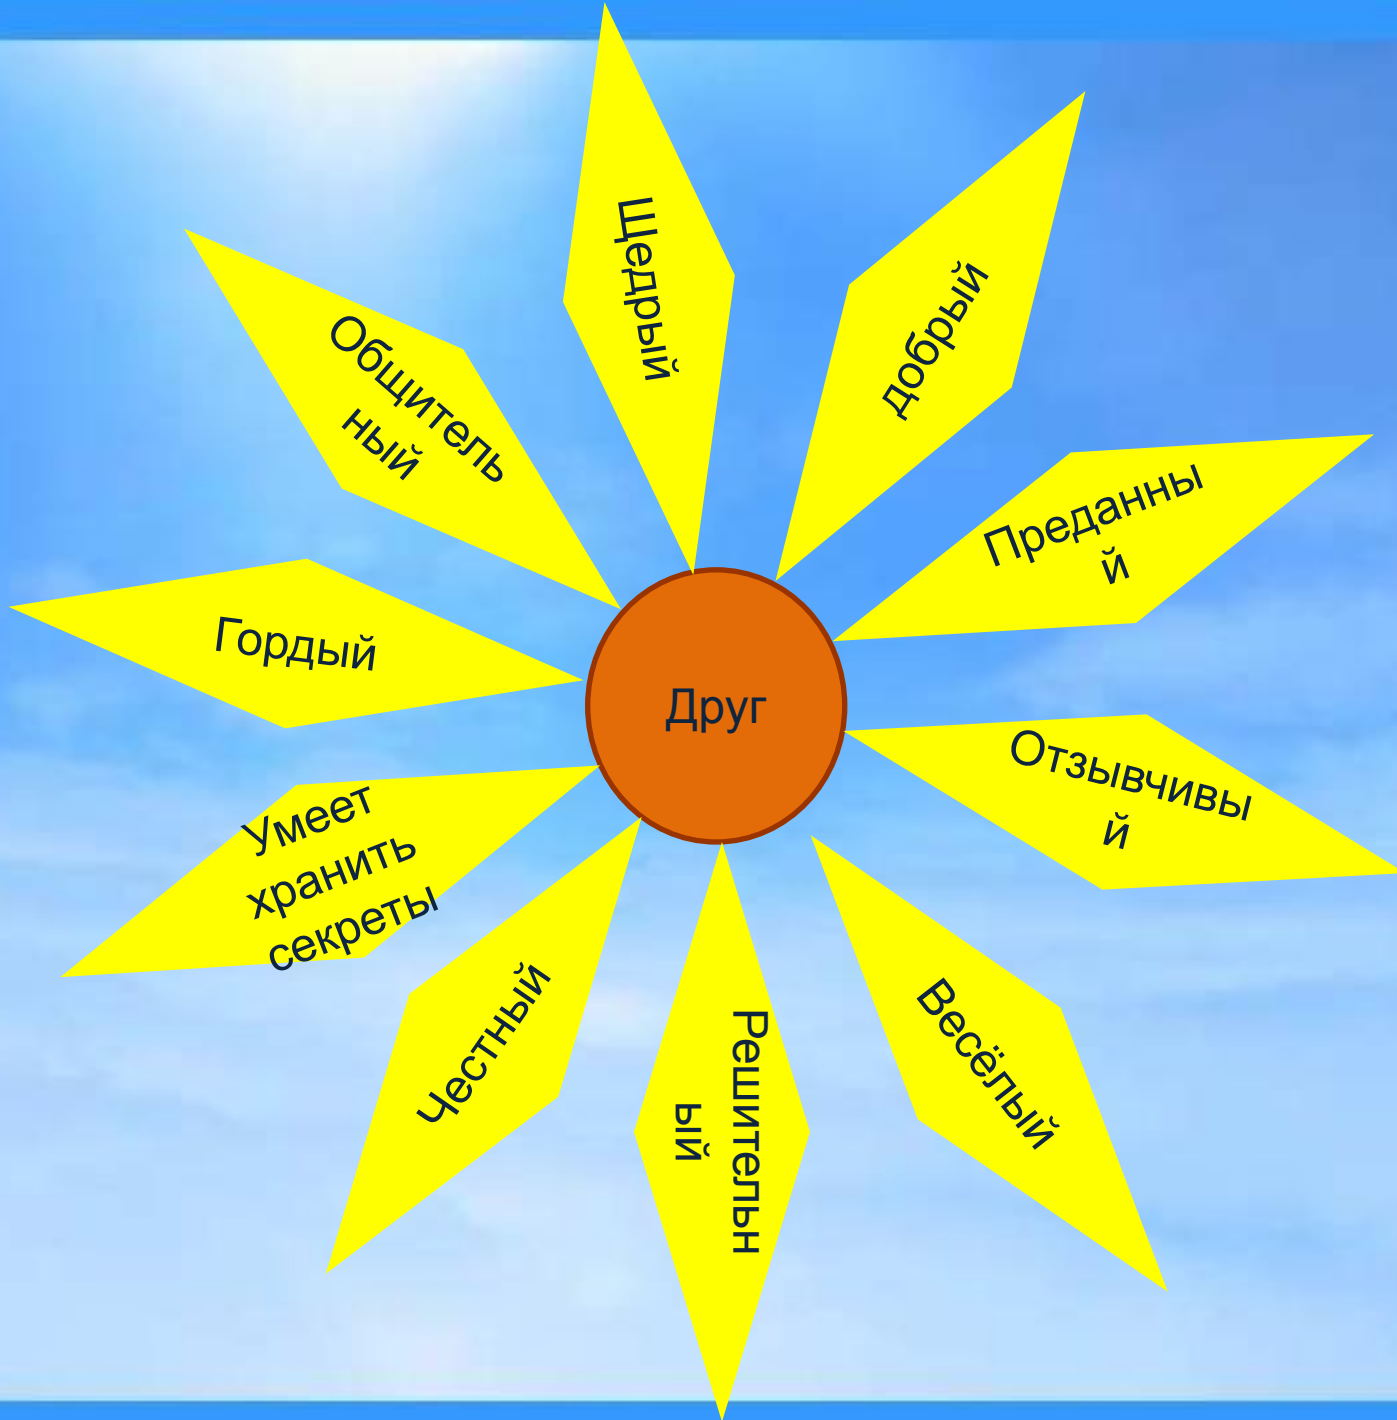 Щедрый
добрый
Преданны
й
Отзывчивы
й
Весёлый
Решительн
ый
Честный
Умеет
хранить
секреты
Гордый
Общитель
ный
Друг